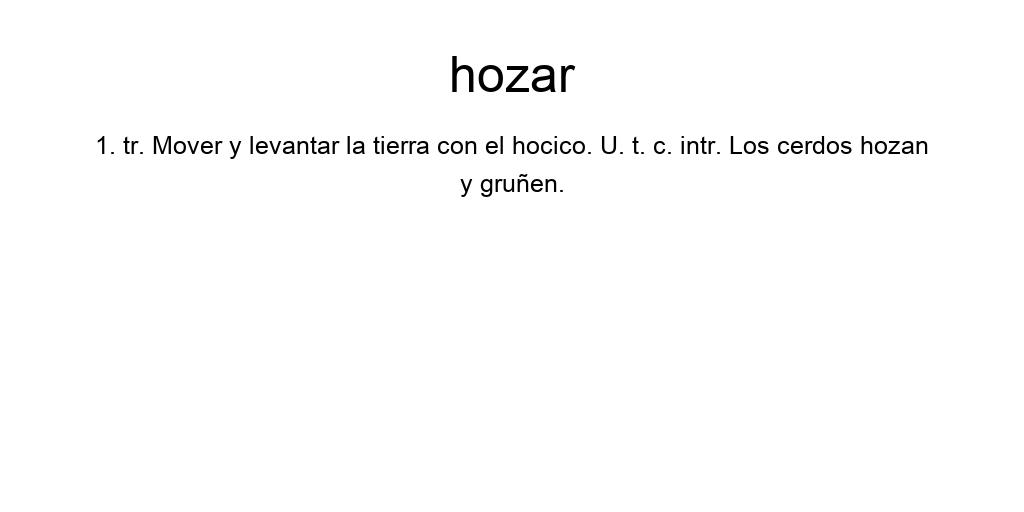 hozar
1. tr. Mover y levantar la tierra con el hocico. U. t. c. intr. Los cerdos hozan
y gruñen.